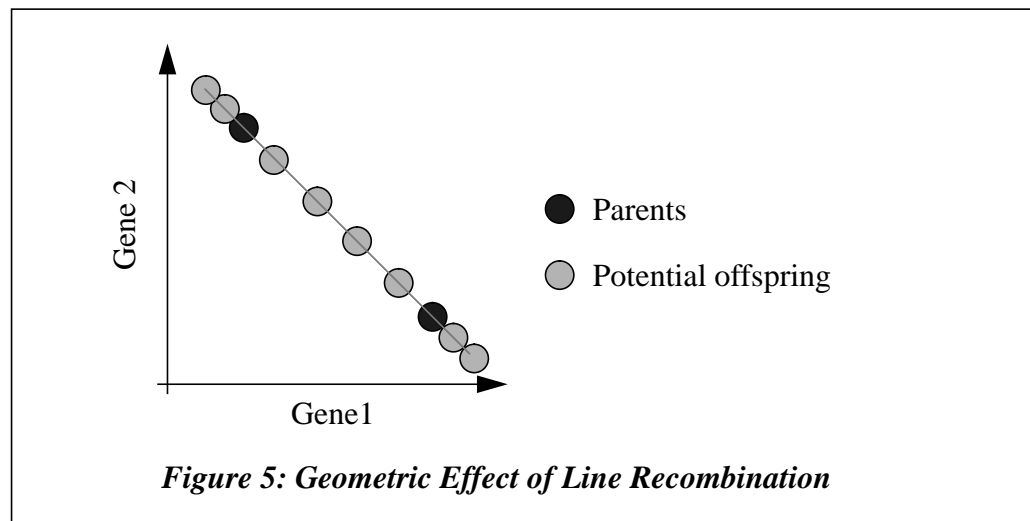 Gene 2
Parents
Potential offspring
Gene1
Figure 5: Geometric Effect of Line Recombination